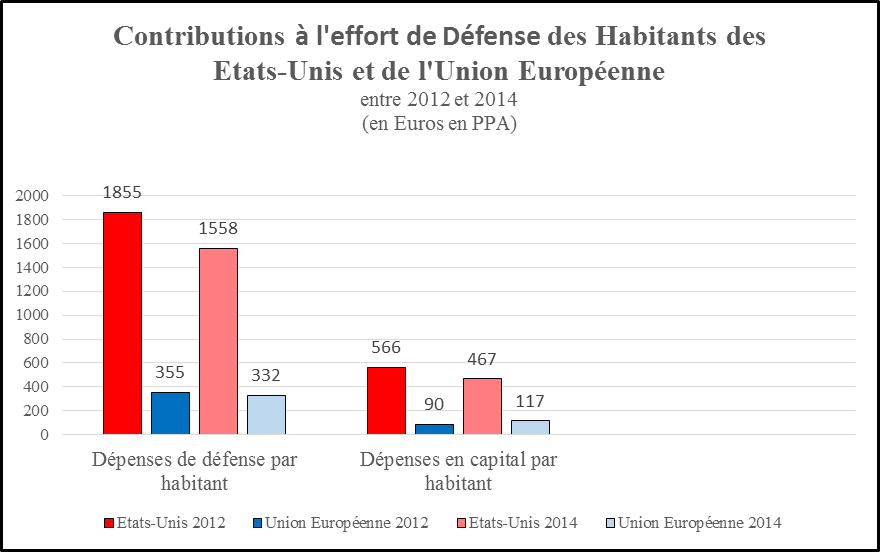 Contributions à l'effort de Défense des Habitants des
Etats-Unis et de l'Union Européenne
entre 2012 et 2014
(en Euros en PPA)
2000
1800
1600
1400
1200
1000
800
600
400
200
0
1855
355
1558
332
566
90
467
117
Dépenses de défense par
habitant
Dépenses en capital par
habitant
Etats-Unis 2012
Union Européenne 2012
Etats-Unis 2014
Union Européenne 2014